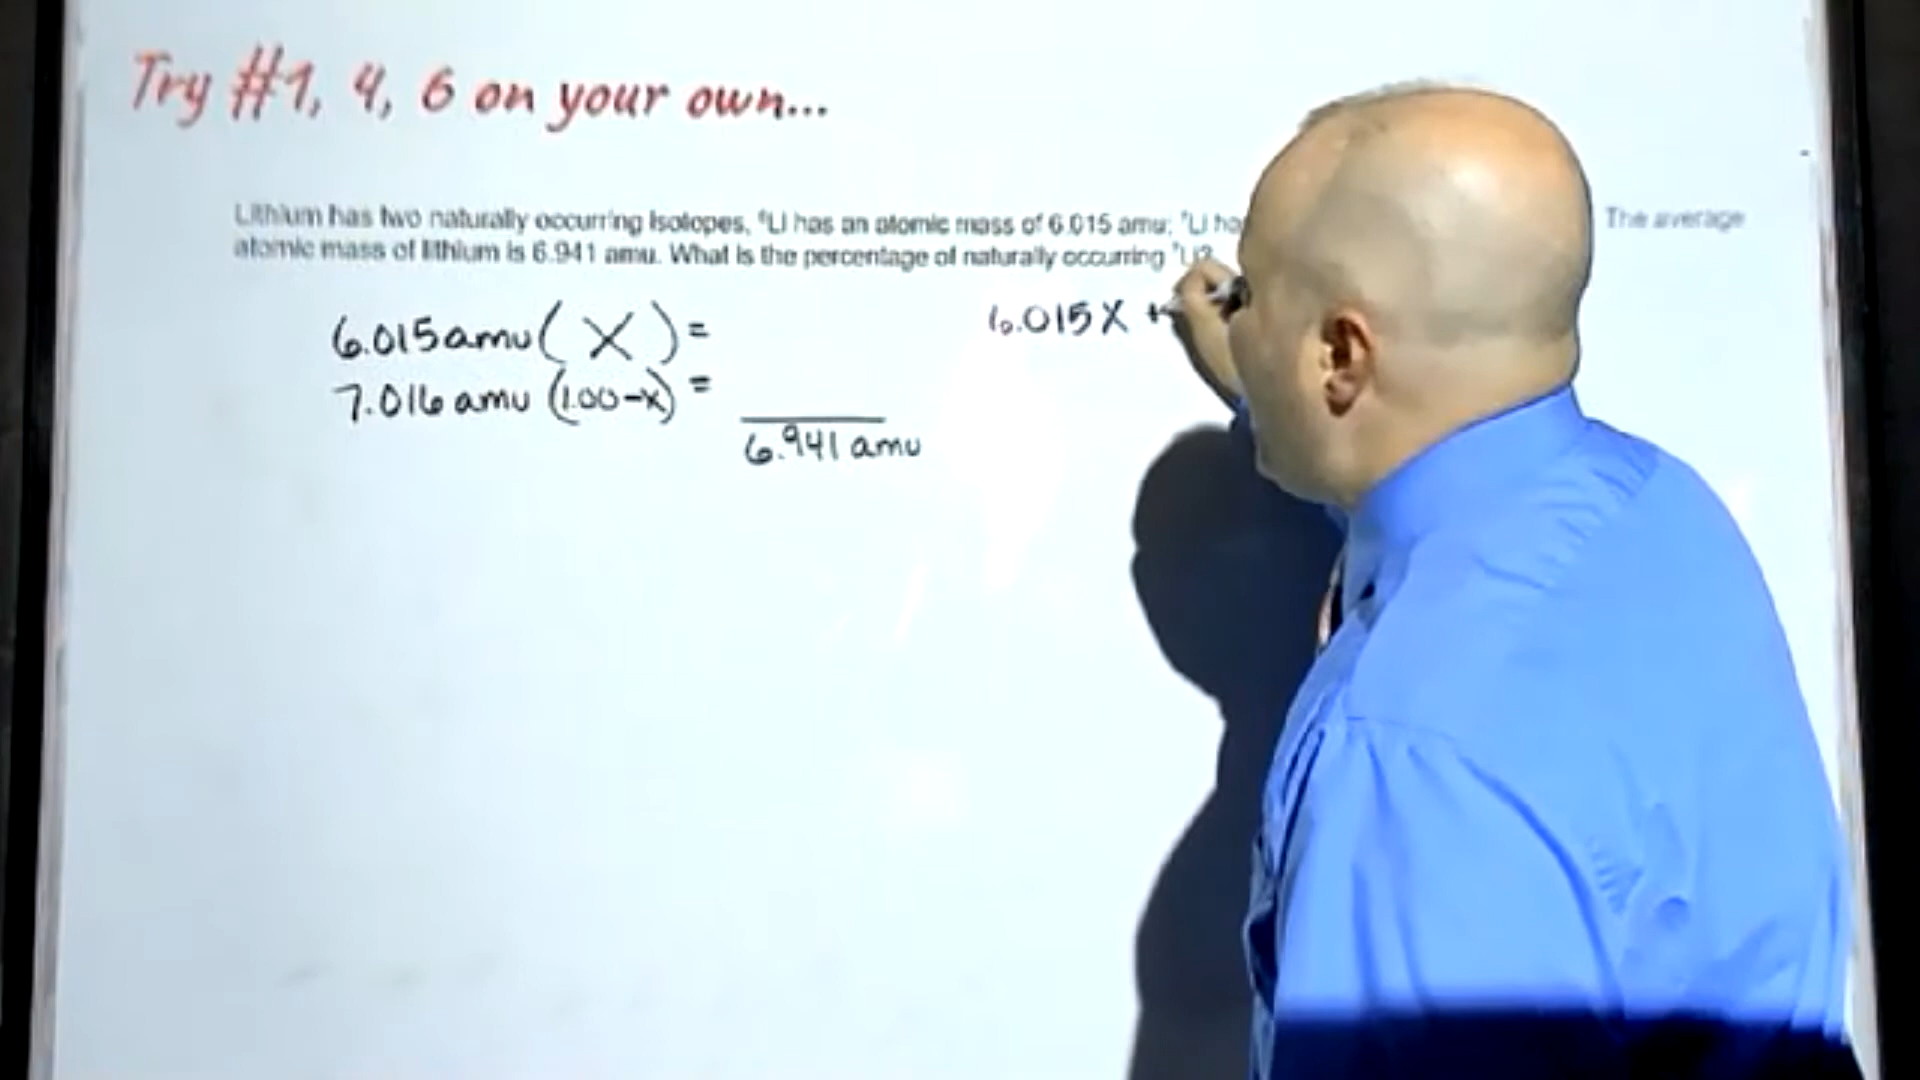 Try #1, 4, 6 on your own...
Lithium has two naturally occurring isotopes, ⁶Li has an atomic mass of 6.015 amu; ⁷Li The average
atomic mass of lithium is 6.941 amu. What is the percentage of naturally occurring ⁷Li?
6.015 amu ( X ) =
6.015X +
7.016 amu (1.00-x) =
6.941 amu